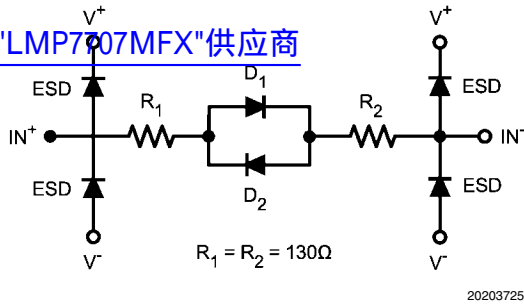 V+ V+
"LMP7707MFX"供应商
ESD D1 ESD
R1 R2
IN+ IN-
ESD ESD
D2
V- R1 = R2 = 130Ω V-
20203725